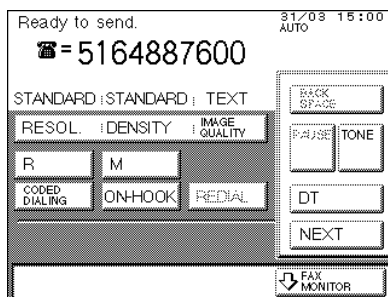 Ready to send.
31/03 15:00
AUTO
☎=5164887600
STANDARD STANDARD TEXT
BACK SPACE
RESOL. DENSITY IMAGE QUALITY
PAUSE TONE
R M
CODED DIALING ON-HOOK REDIAL
DT
NEXT
FAX MONITOR